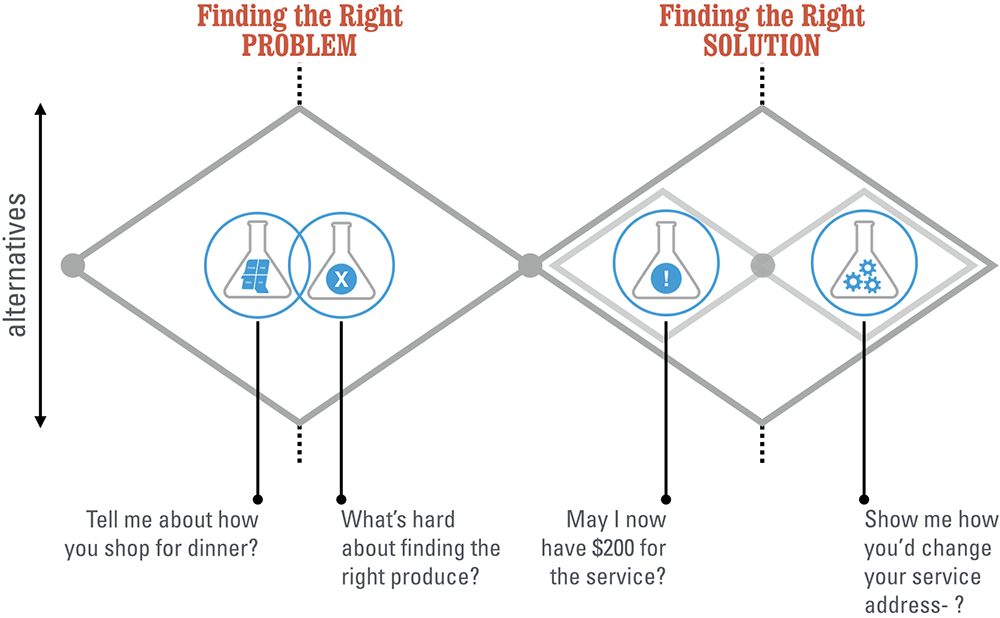 Finding the Right
PROBLEM
Finding the Right
SOLUTION
alternatives
X
!
Tell me about how
you shop for dinner?
What's hard
about finding the
right produce?
May I now
have $200 for
the service?
Show me how
you'd change
your service
address- ?